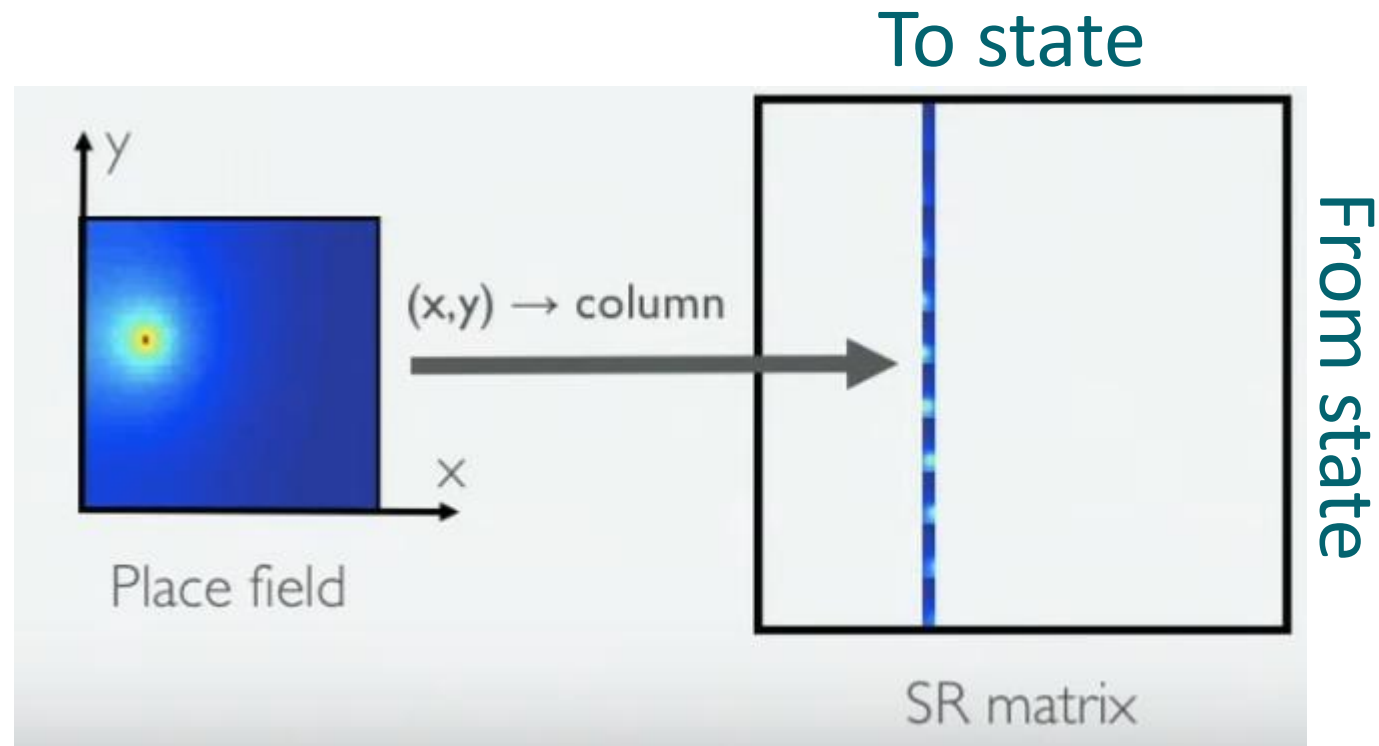 To state
y
(x,y) → column
x
Place field
From state
SR matrix